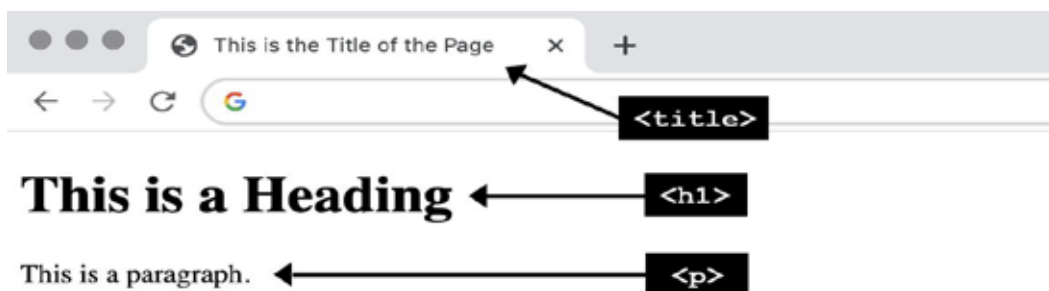 This is the Title of the Page
<title>
This is a Heading
<h1>
This is a paragraph.
<p>